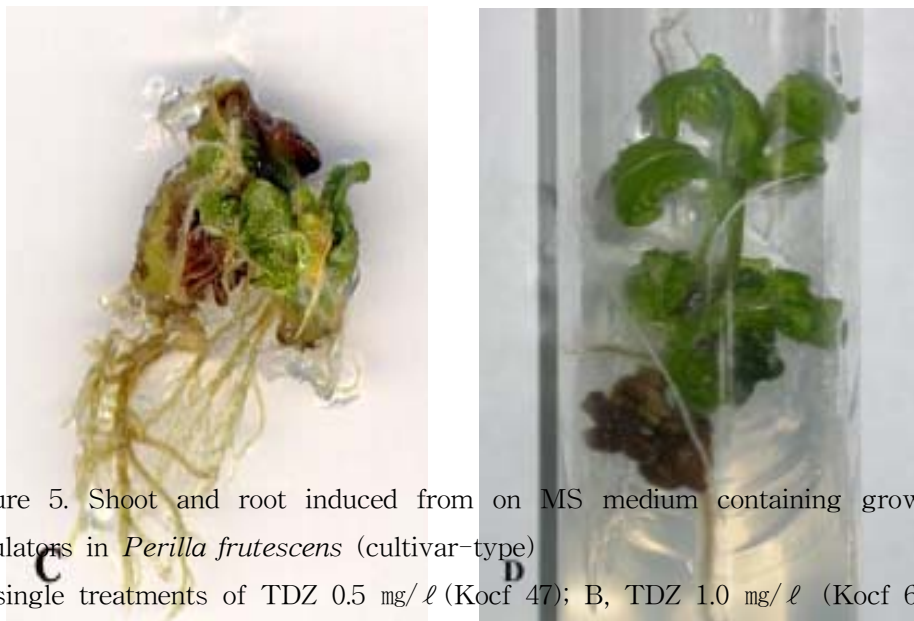 ure 5. Shoot and root induced from on MS medium containing grow
ulators in Perilla frutescens (cultivar-type)
C
D
single treatments of TDZ 0.5 ㎎/ℓ(Kocf 47); B, TDZ 1.0 ㎎/ℓ (Kocf 6